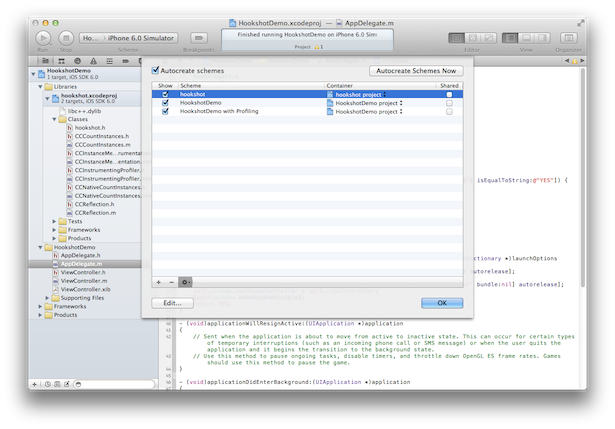 HookshotDemo.xcodeproj — AppDelegate.m
Run
Stop
Ho...
iPhone 6.0 Simulator
Scheme
Breakpoints
Finished running HookshotDemo on iPhone 6.0 Sim
Project 1
Editor
View
Organizer
HookshotDemo
1 target, iOS SDK 6.0
Libraries
hookshot.xcodeproj
2 targets, iOS SDK 6.0
libc++.dylib
Classes
hookshot.h
CCCountInstances.h
CCCountInstances.m
CCInstanceMe...rumentation.h
CCInstanceMe...entation.m
CCInstrumentingProfiler.h
CCInstrumentingProfiler.
CCNativeCountInstances.h
CCNativeCountInstances.
CCReflection.h
CCReflection.m
Tests
Frameworks
Products
HookshotDemo
AppDelegate.h
AppDelegate.m
ViewController.h
ViewController.m
ViewController.xib
Supporting Files
Frameworks
Products
Autocreate schemes
Autocreate Schemes Now
Show Scheme Container Shared
hookshot hookshot project
HookshotDemo HookshotDemo project
HookshotDemo with Profiling HookshotDemo project
Edit...
OK
isEqualToString:@"YES"]) {
ctionary *)launchOptions
autorelease];
bundle:nil] autorelease];
- (void)applicationWillResignActive:(UIApplication *)application
{
// Sent when the application is about to move from active to inactive state. This can occur for certain types
of temporary interruptions (such as an incoming phone call or SMS message) or when the user quits the
application and it begins the transition to the background state.
// Use this method to pause ongoing tasks, disable timers, and throttle down OpenGL ES frame rates. Games
should use this method to pause the game.
}
- (void)applicationDidEnterBackground:(UIApplication *)application
{